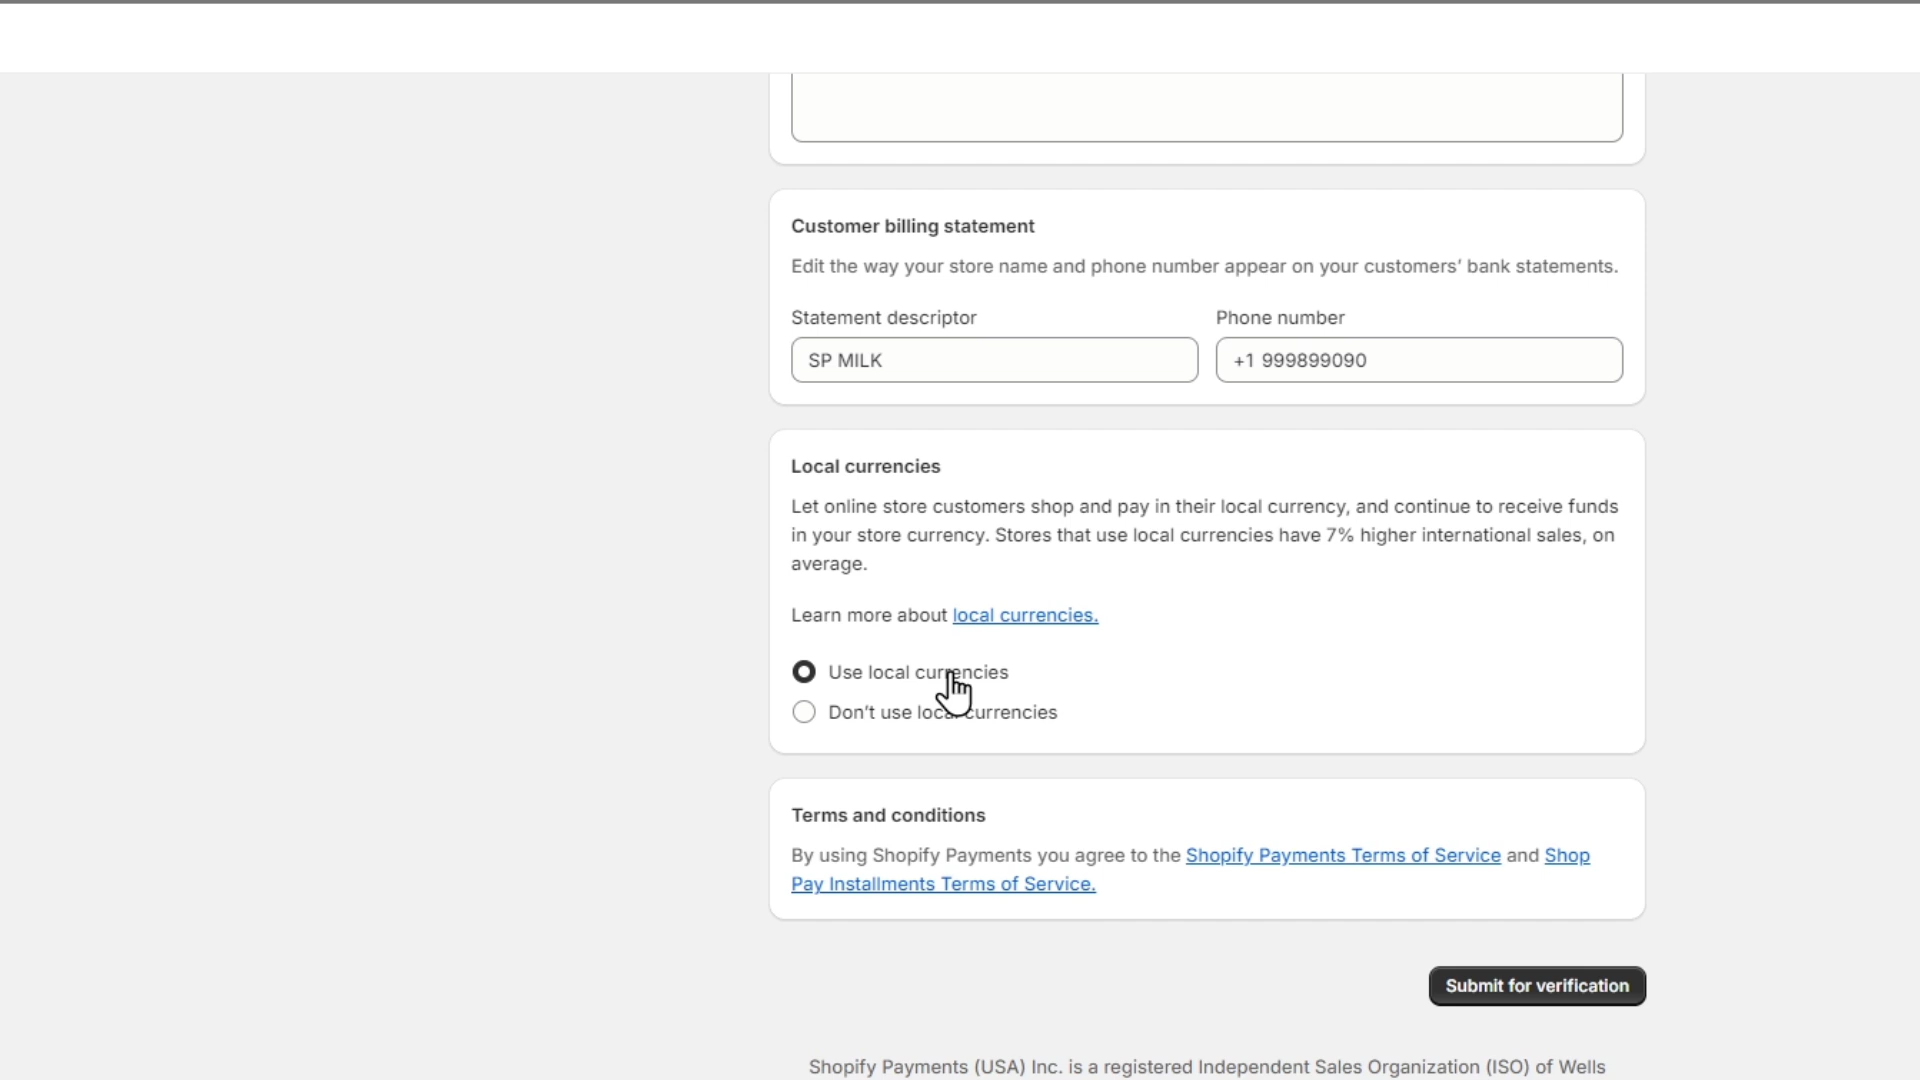 Customer billing statement
Edit the way your store name and phone number appear on your customers’ bank statements.
Statement descriptor
Phone number
SP MILK
+1 999899090
Local currencies
Let online store customers shop and pay in their local currency, and continue to receive funds
in your store currency. Stores that use local currencies have 7% higher international sales, on
average.
Learn more about local currencies.
Use local currencies
Don’t use local currencies
Terms and conditions
By using Shopify Payments you agree to the Shopify Payments Terms of Service and Shop
Pay Installments Terms of Service.
Submit for verification
Shopify Payments (USA) Inc. is a registered Independent Sales Organization (ISO) of Wells